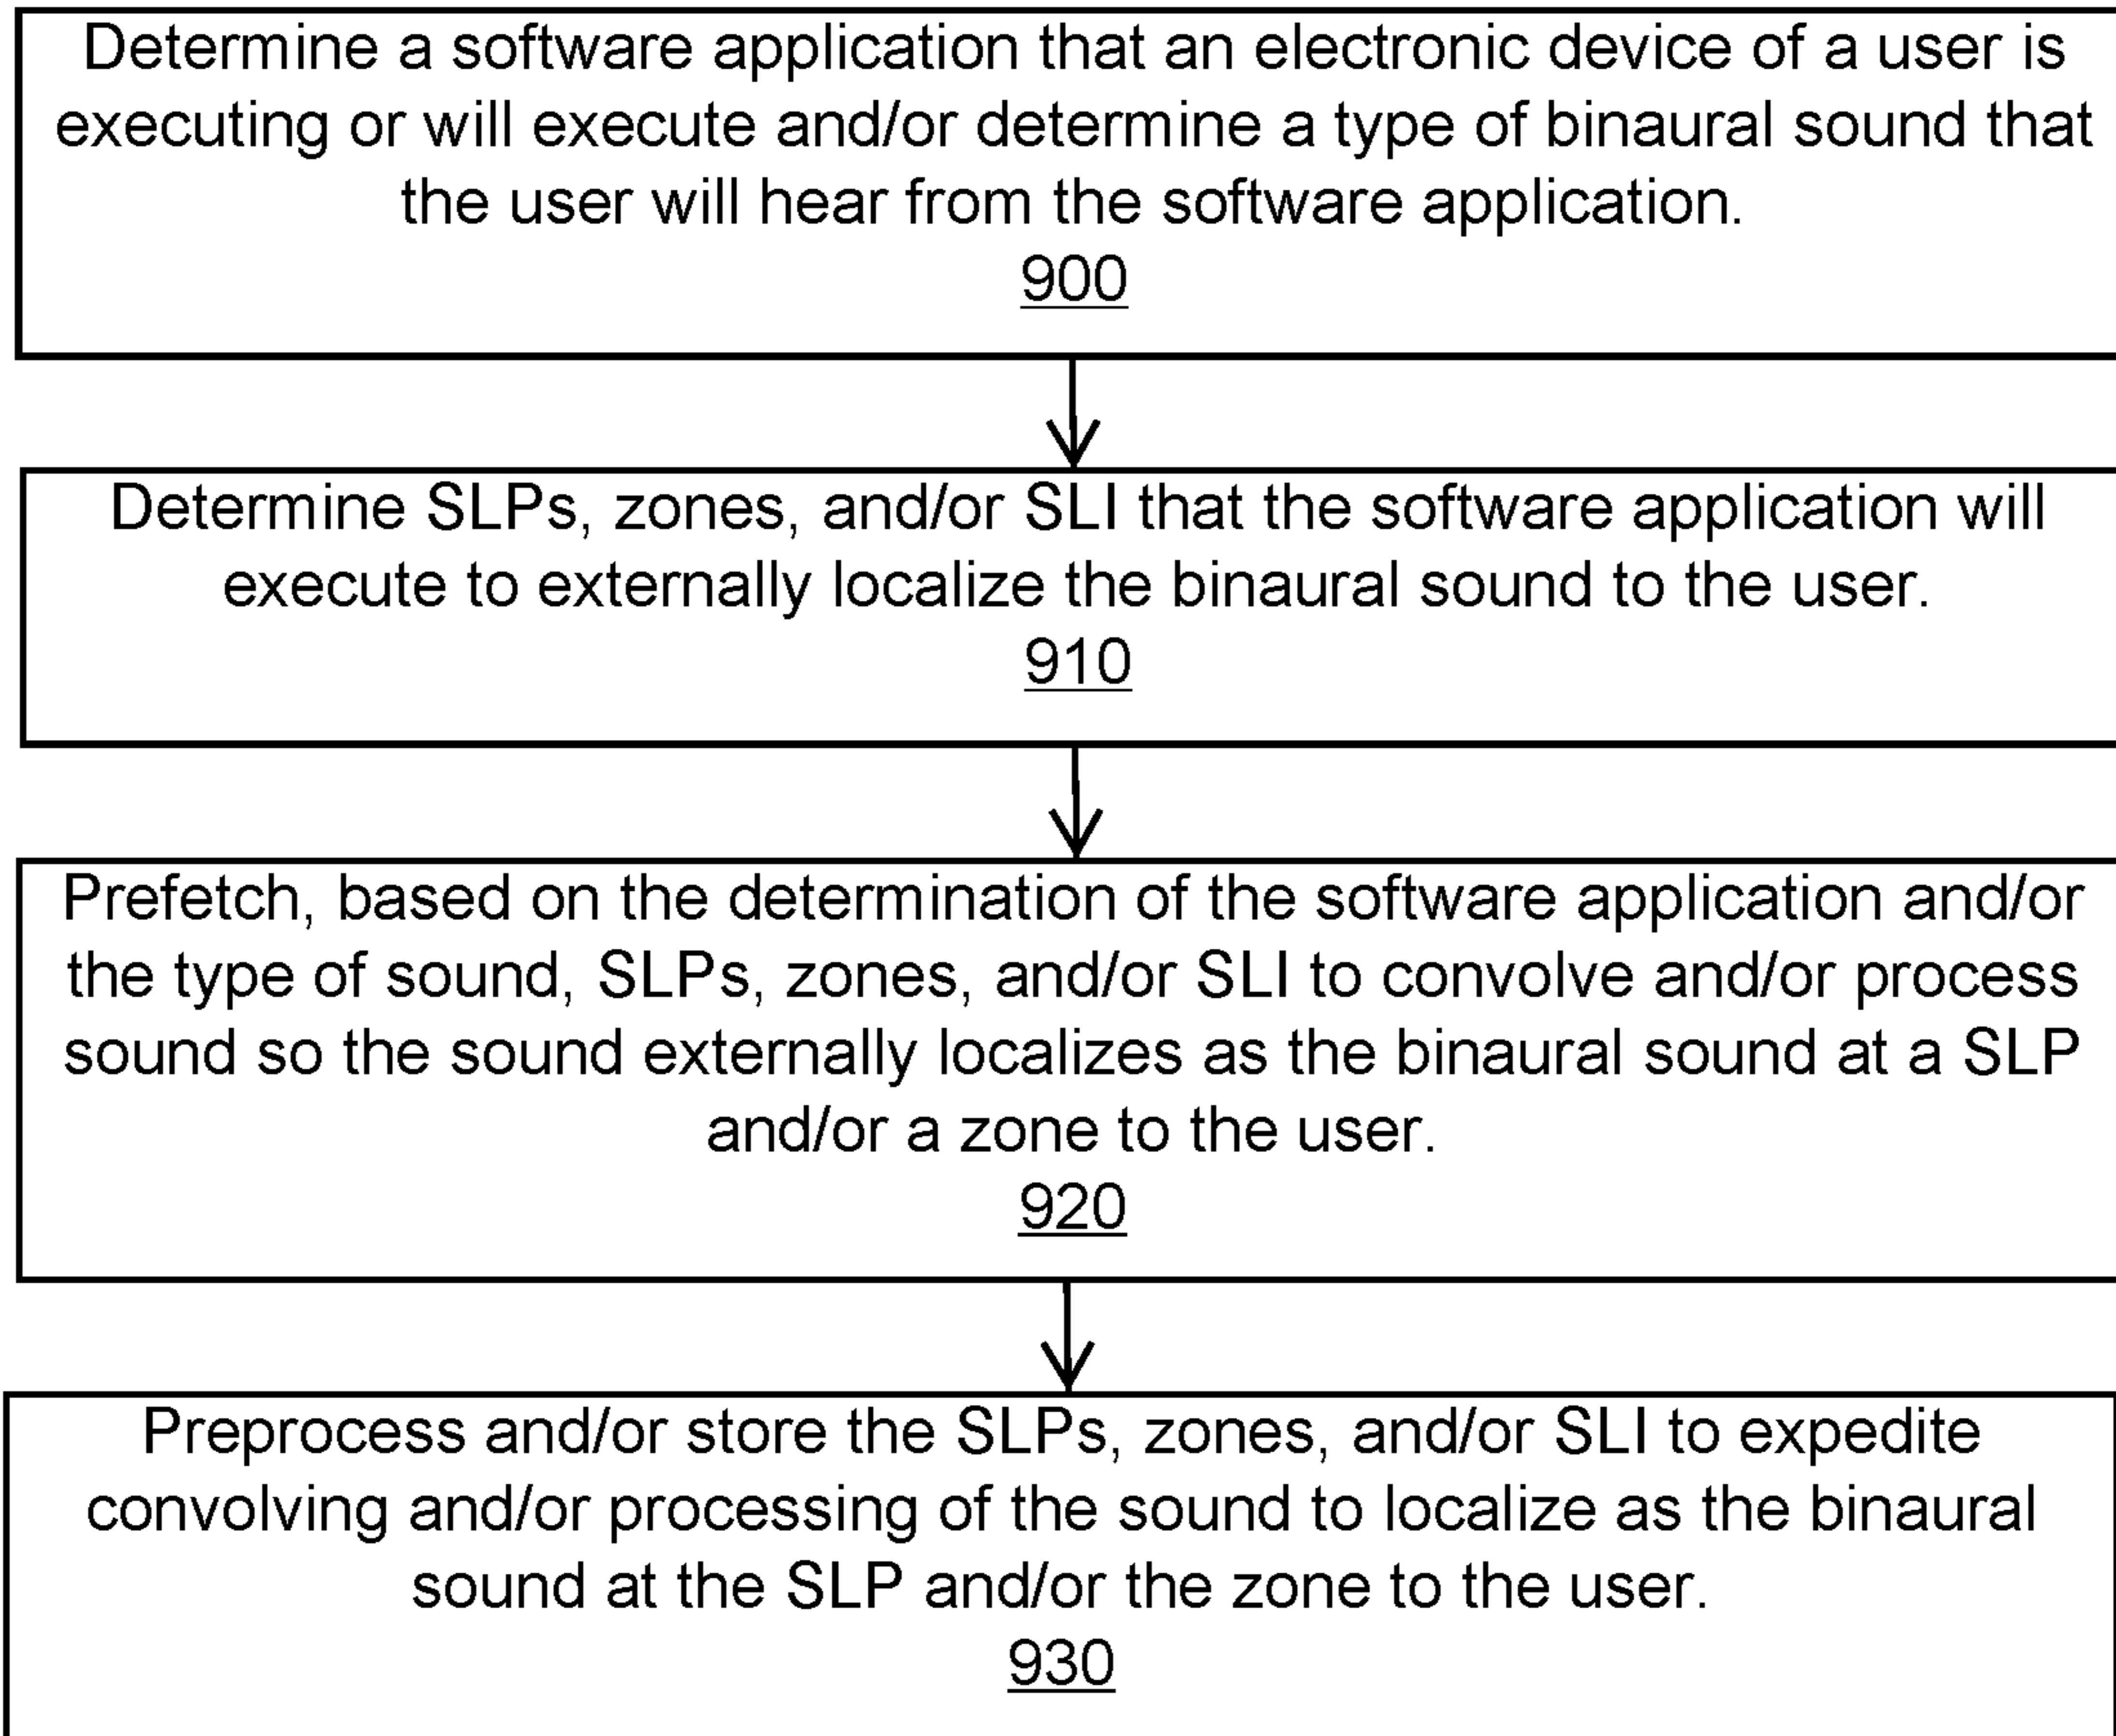 Determine a software application that an electronic device of a user is
executing or will execute and/or determine a type of binaural sound that
the user will hear from the software application.
900
Determine SLPs, zones, and/or SLI that the software application will
execute to externally localize the binaural sound to the user.
910
Prefetch, based on the determination of the software application and/or
the type of sound, SLPs, zones, and/or SLI to convolve and/or process
sound so the sound externally localizes as the binaural sound at a SLP
and/or a zone to the user.
920
Preprocess and/or store the SLPs, zones, and/or SLI to expedite
convolving and/or processing of the sound to localize as the binaural
sound at the SLP and/or the zone to the user.
930